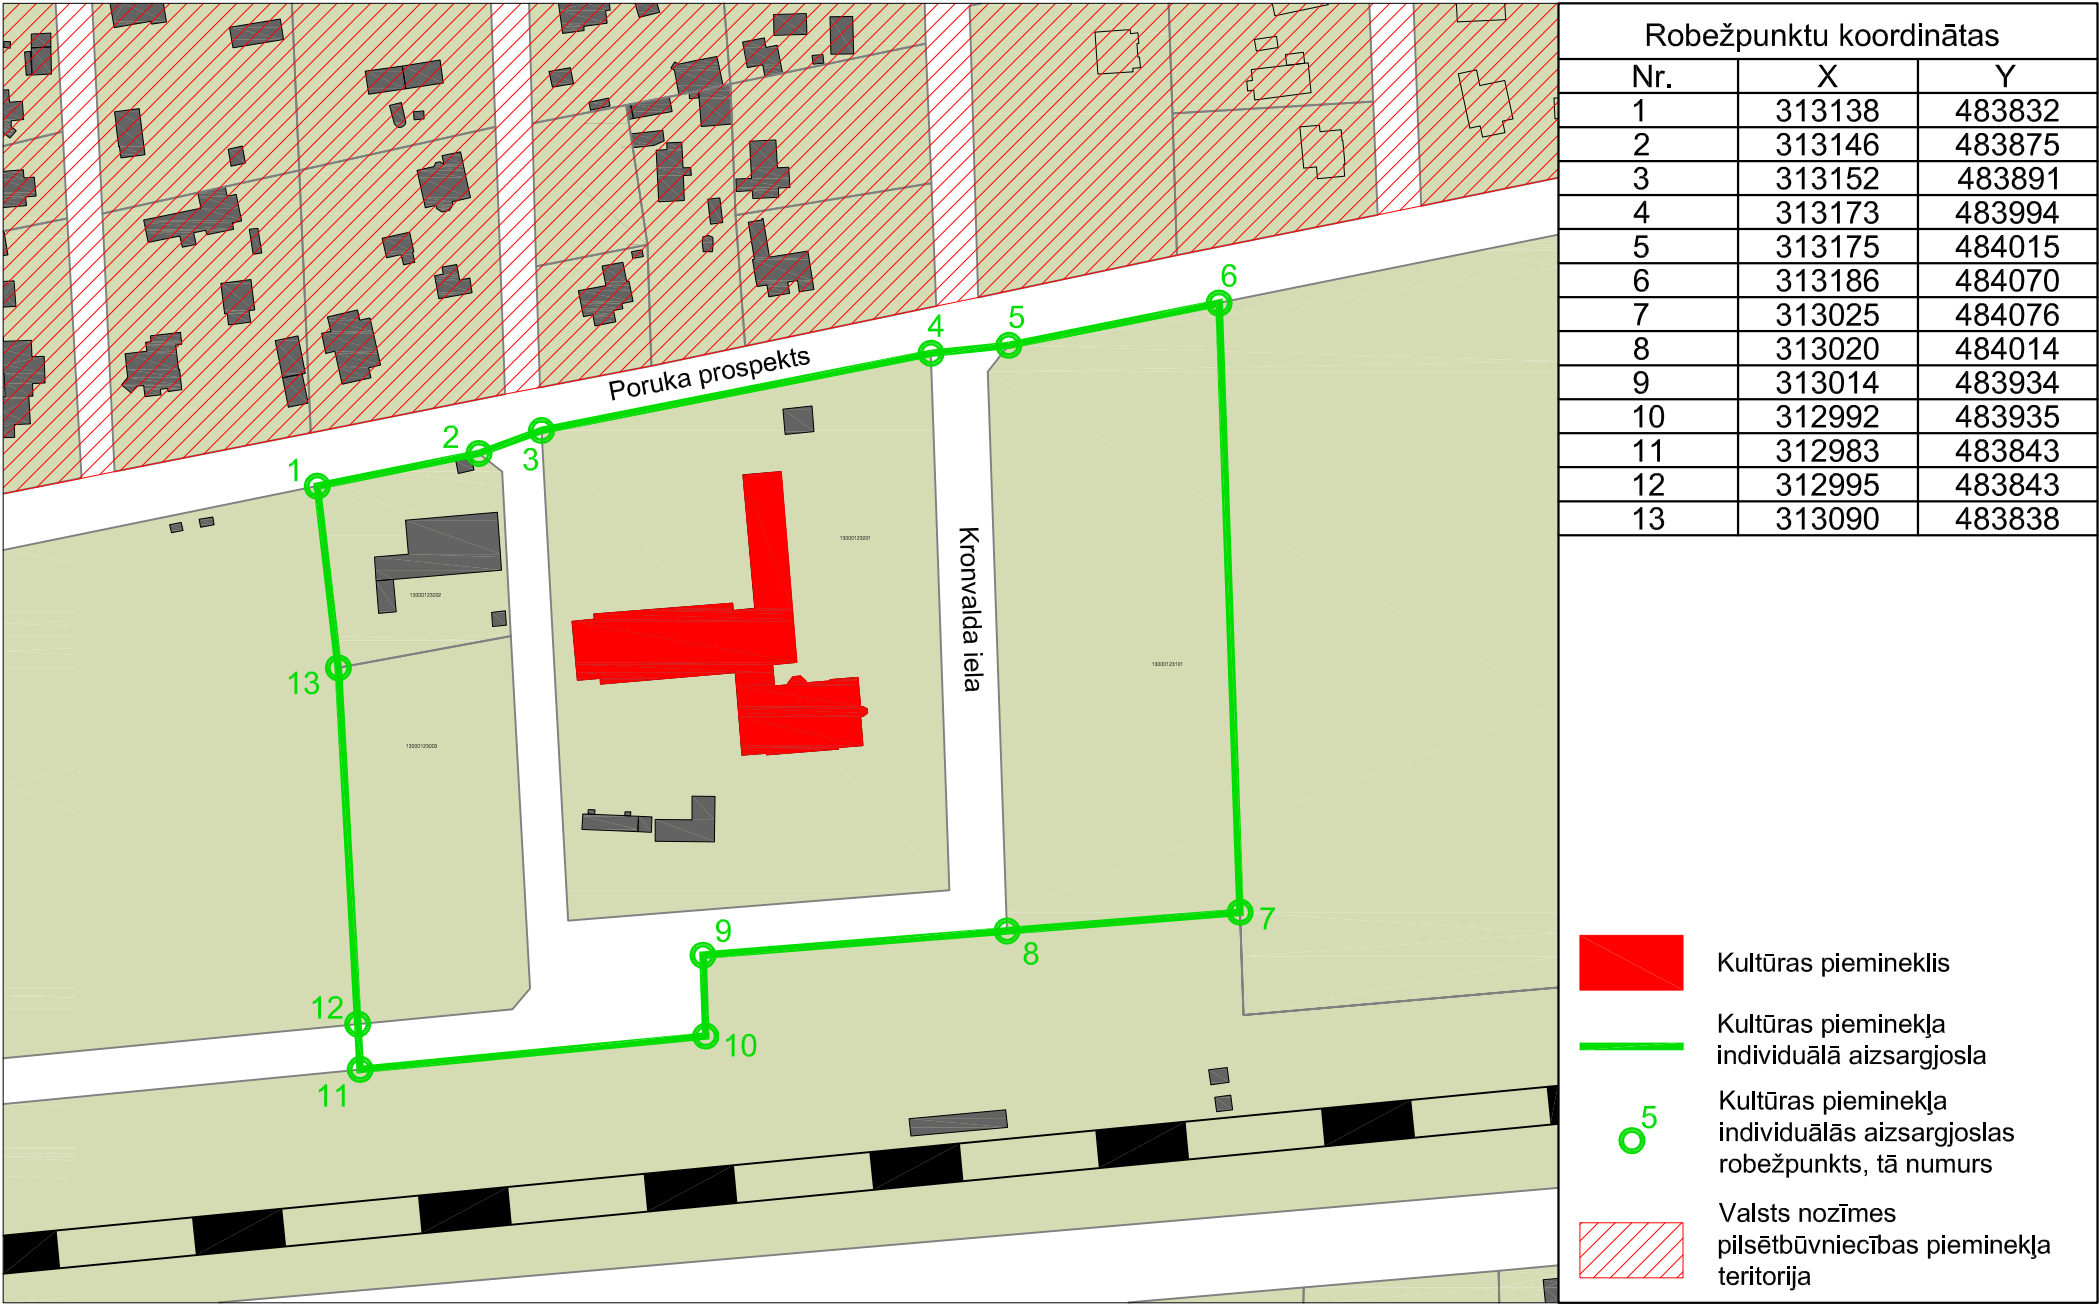 Robežpunktu koordinātas
Nr. X Y
1 313138 483832
2 313146 483875
3 313152 483891
4 313173 483994
5 313175 484015
6 313186 484070
7 313025 484076
8 313020 484014
9 313014 483934
10 312992 483935
11 312983 483843
12 312995 483843
13 313090 483838
6
5
4
Poruka prospekts
2
3
1
13000123001
Kronvalda iela
13000123002
13000123101
13
13000123003
7
9
8
12
10
11
Kultūras piemineklis
Kultūras pieminekļa
individuālā aizsargjosla
5
Kultūras pieminekļa
individuālās aizsargjoslas
robežpunkts, tā numurs
Valsts nozīmes
pilsētbūvniecības pieminekļa
teritorija